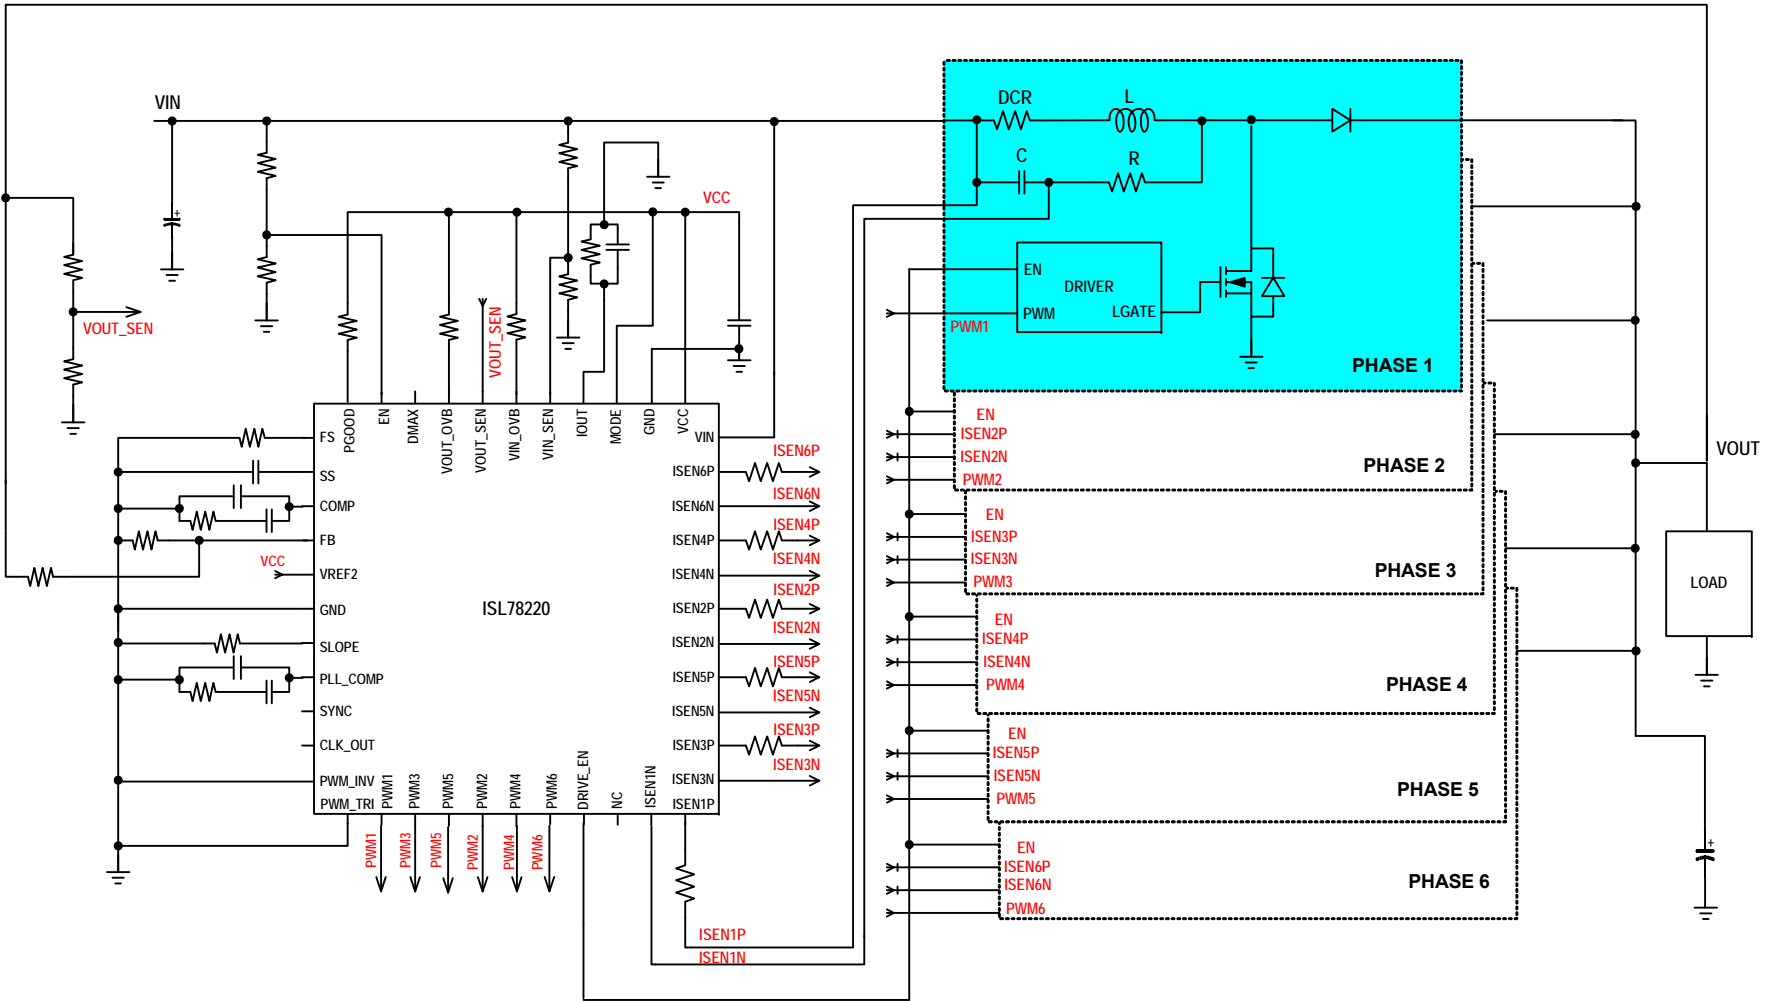 VIN
VCC
VOUT_SEN
VOUT_SEN
PGOOD
EN
DMAX
VOUT_OVB
VOUT_SEN
VIN_OVB
VIN_SEN
IOUT
MODE
GND
VCC
FS
SS
COMP
FB
VCC
VREF2
GND
SLOPE
PLL_COMP
SYNC
CLK_OUT
PWM_INV
PWM_TRI
ISL78220
VIN
ISEN6P
ISEN6N
ISEN4P
ISEN4N
ISEN2P
ISEN2N
ISEN5P
ISEN5N
ISEN3P
ISEN3N
ISEN1P
ISEN6P
ISEN6N
ISEN4P
ISEN4N
ISEN2P
ISEN2N
ISEN5P
ISEN5N
ISEN3P
ISEN3N
PWM1
PWM3
PWM5
PWM2
PWM4
PWM6
DRIVE_EN
NC
ISEN1N
PWM1
PWM3
PWM5
PWM2
PWM4
PWM6
ISEN1P
ISEN1N
DCR
L
C
R
EN
DRIVER
PWM
LGATE
PWM1
PHASE 1
EN
ISEN2P
ISEN2N
PWM2
PHASE 2
EN
ISEN3P
ISEN3N
PWM3
PHASE 3
EN
ISEN4P
ISEN4N
PWM4
PHASE 4
EN
ISEN5P
ISEN5N
PWM5
PHASE 5
EN
ISEN6P
ISEN6N
PWM6
PHASE 6
VOUT
LOAD
+
+